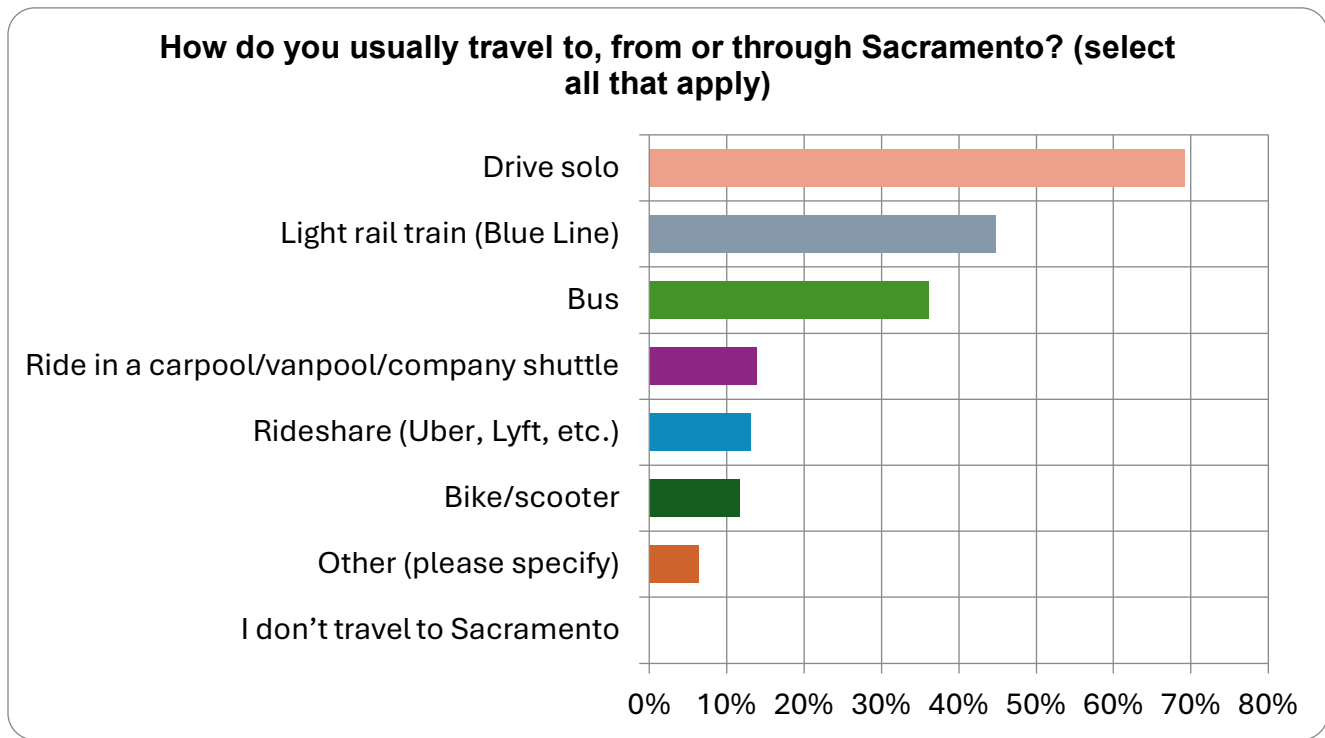 How do you usually travel to, from or through Sacramento? (select
all that apply)
Drive solo
Light rail train (Blue Line)
Bus
Ride in a carpool/vanpool/company shuttle
Rideshare (Uber, Lyft, etc.)
Bike/scooter
Other (please specify)
I don’t travel to Sacramento
0% 10% 20% 30% 40% 50% 60% 70% 80%